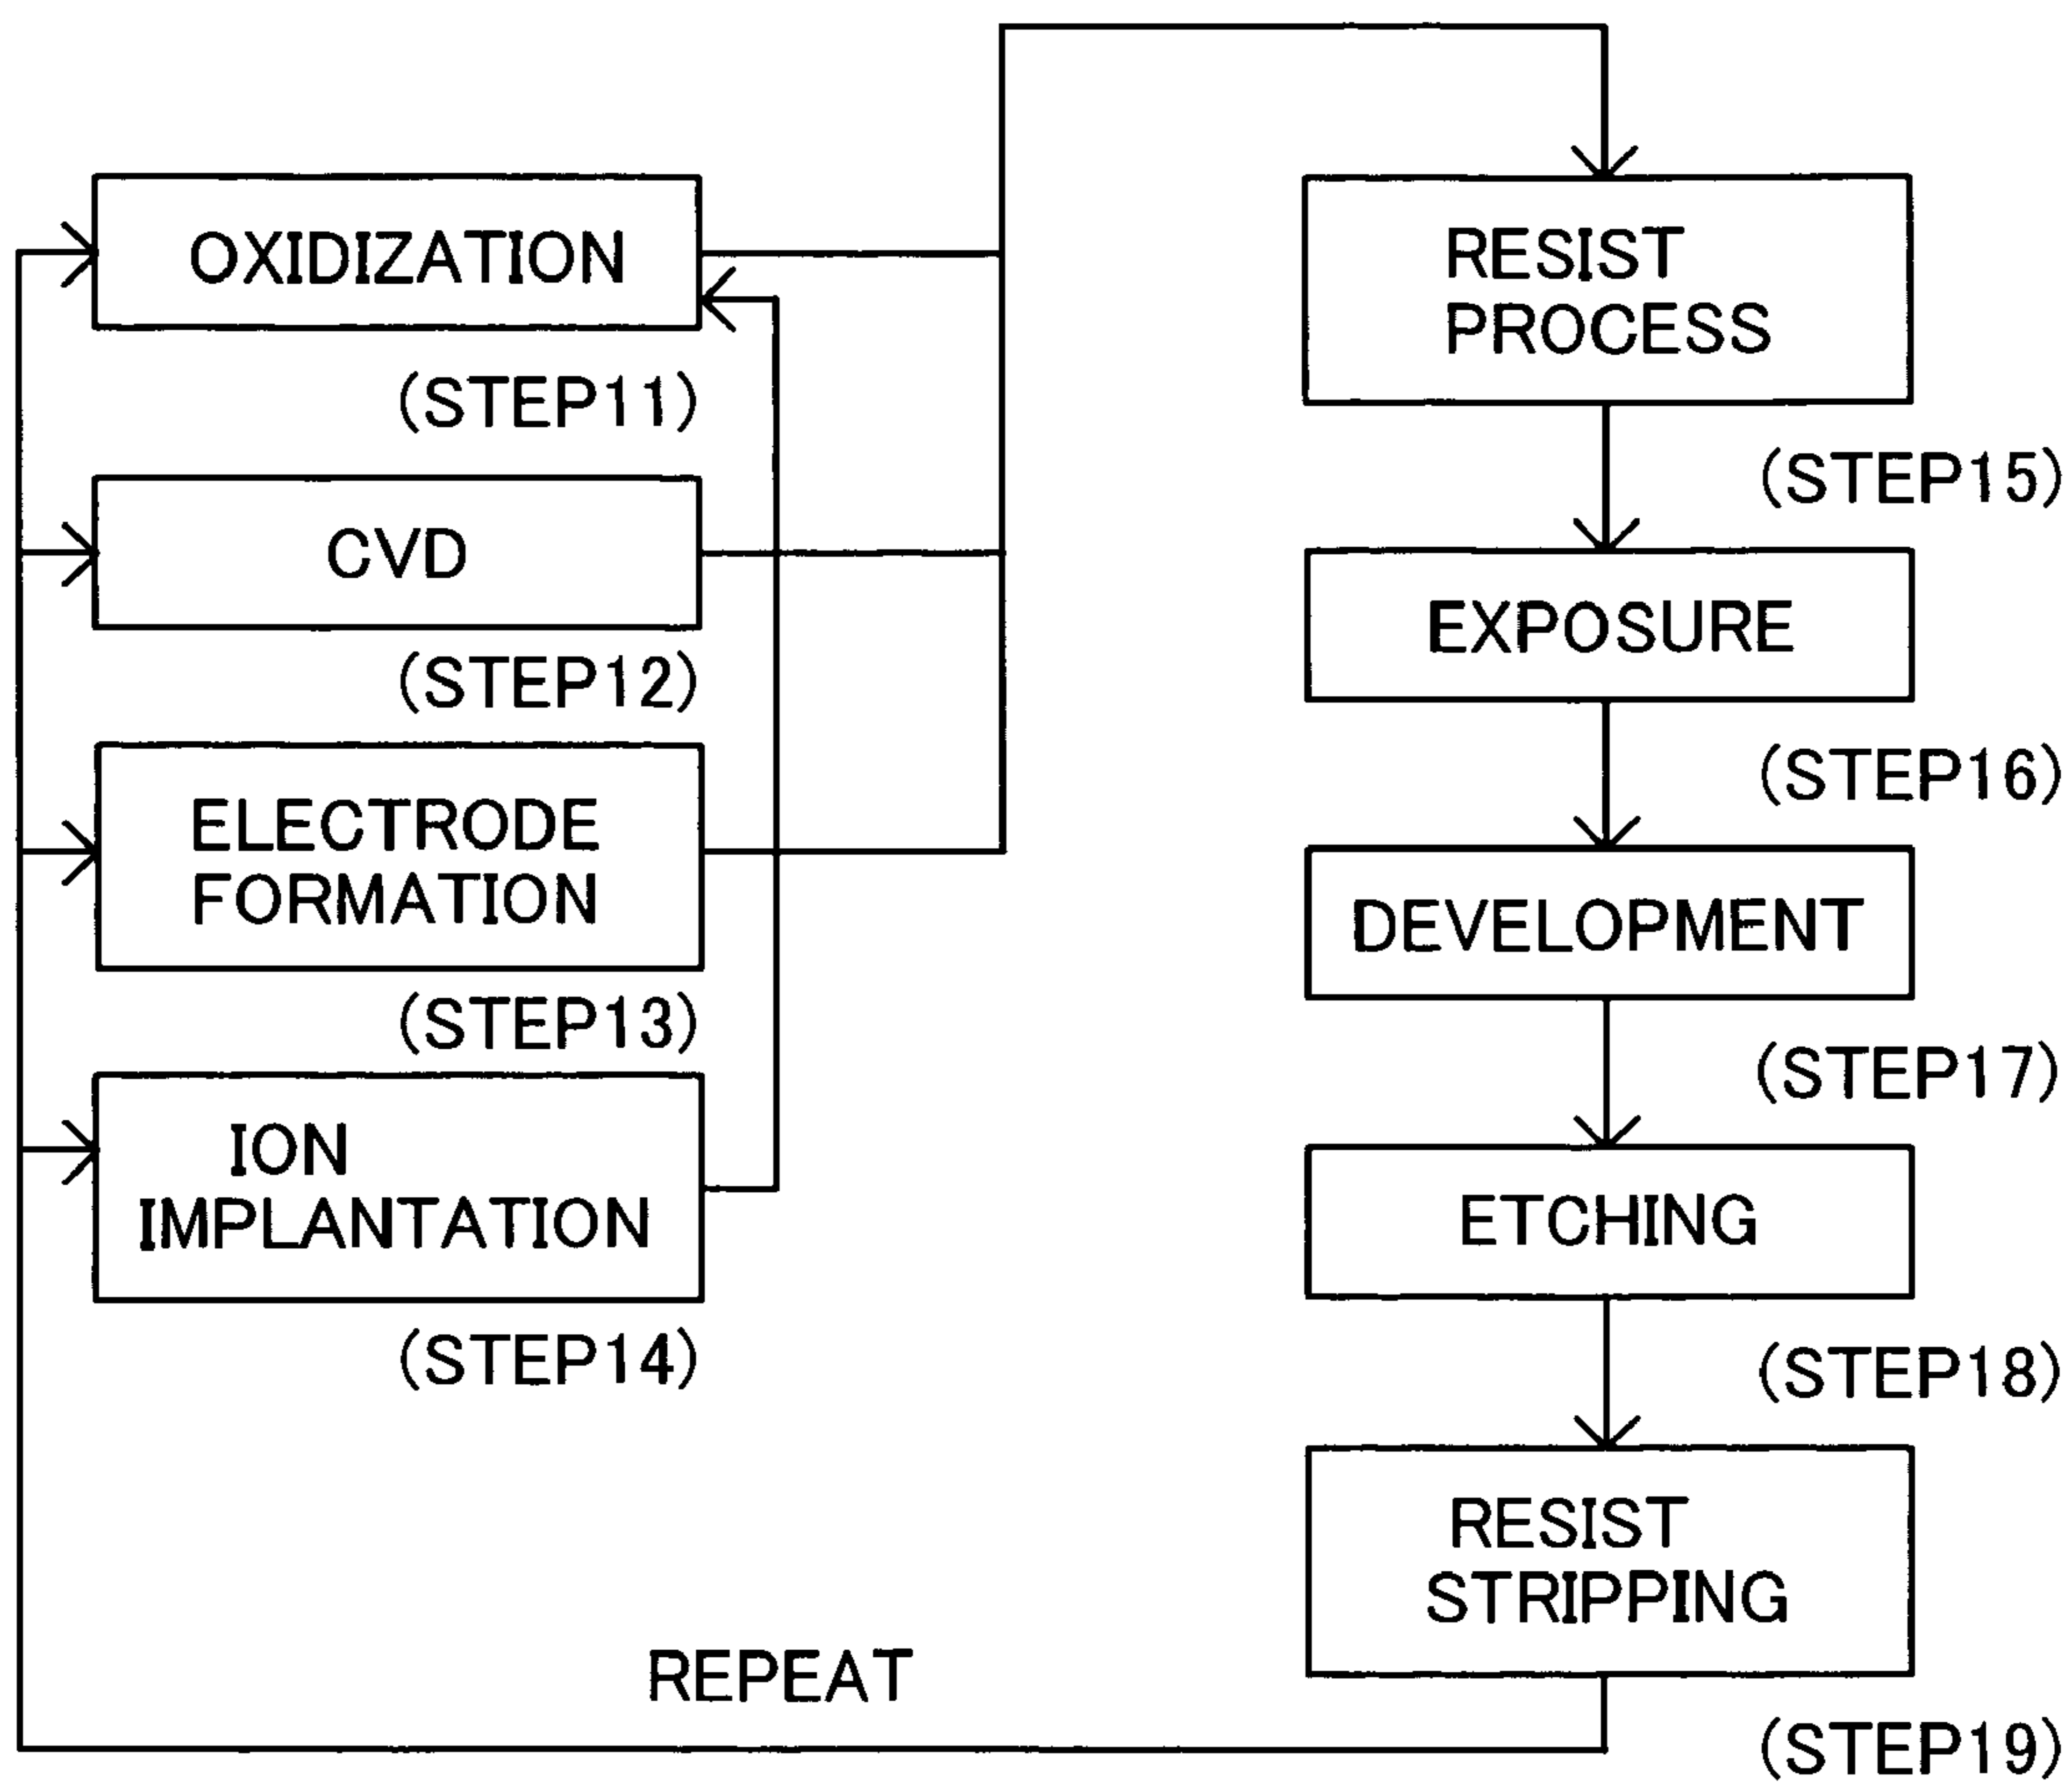 OXIDIZATION
(STEP11)
CVD
(STEP12)
ELECTRODE
FORMATION
(STEP13)
ION
IMPLANTATION
(STEP14)
RESIST
PROCESS
(STEP15)
EXPOSURE
(STEP16)
DEVELOPMENT
(STEP17)
ETCHING
(STEP18)
RESIST
STRIPPING
(STEP19)
REPEAT